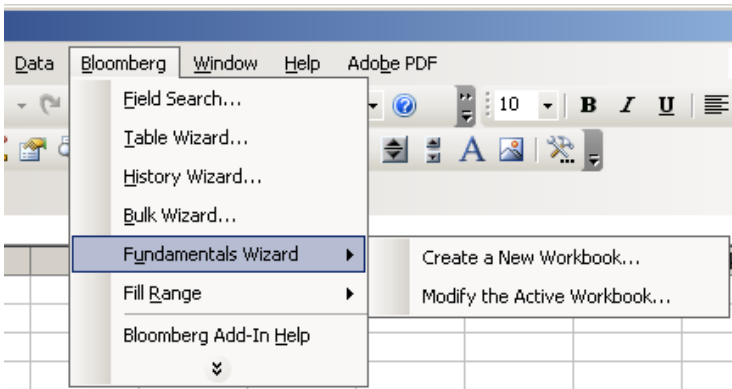 Data Bloomberg Window Help Adobe PDF
Field Search...
10 B I U
Table Wizard...
A
History Wizard...
Bulk Wizard...
Fundamentals Wizard Create a New Workbook...
Fill Range Modify the Active Workbook...
Bloomberg Add-In Help